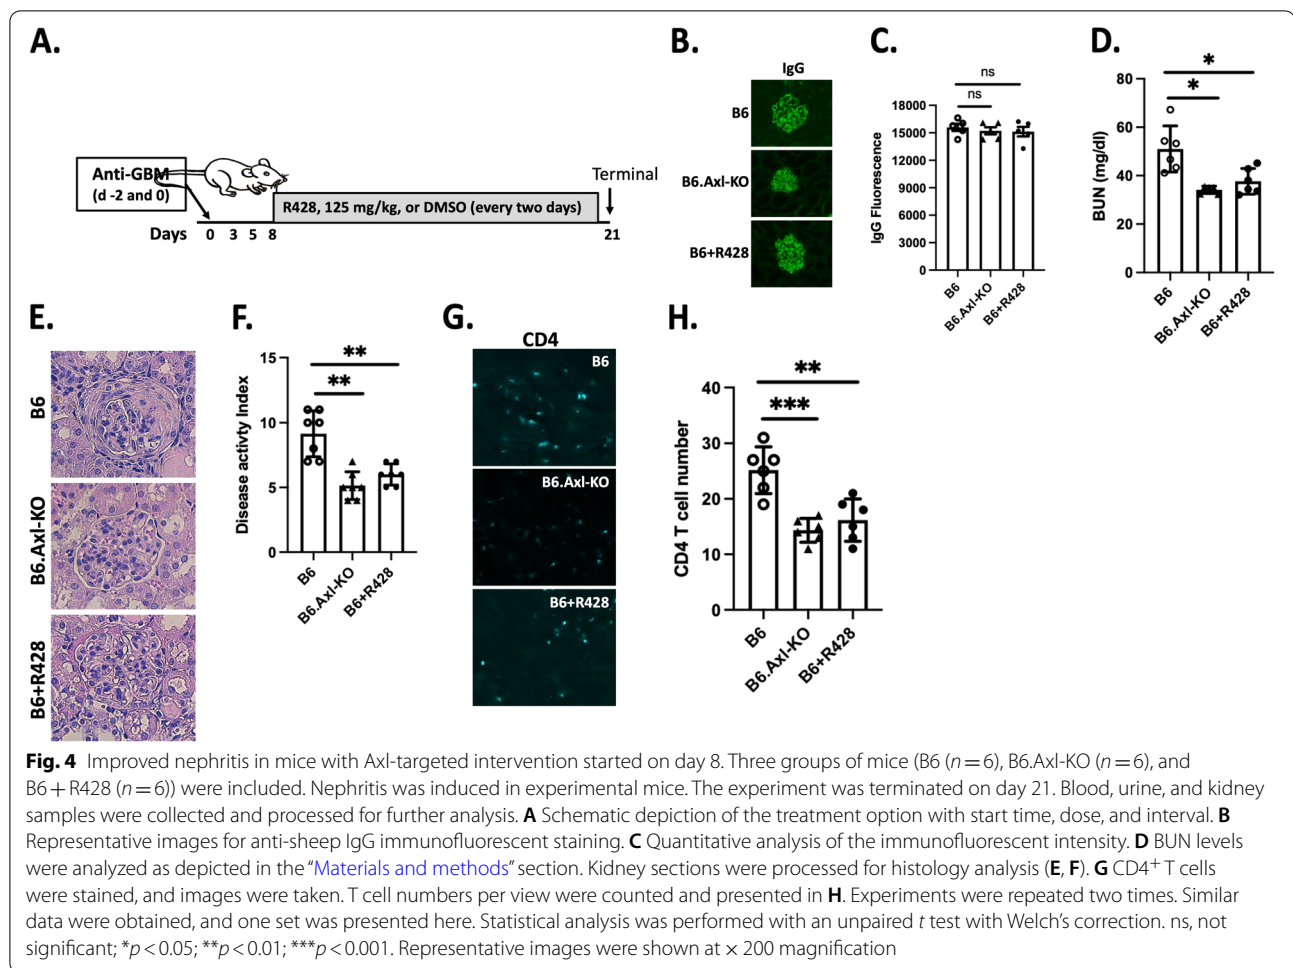 A.
Anti-GBM
(d -2 and 0)
R428, 125 mg/kg, or DMSO (every two days)
Terminal
Days 0 3 5 8 21
B.
IgG
B6
B6.Axl-KO
B6+R428
C.
ns
ns
18000
15000
12000
9000
6000
3000
0
IgG Fluorescence
B6
B6.Axl-KO
B6+R428
D.
*
*
80
60
40
20
0
BUN (mg/dl)
B6
B6.Axl-KO
B6+R428
E.
B6
B6.Axl-KO
B6+R428
F.
**
**
15
10
5
0
Disease activty Index
B6
B6.Axl-KO
B6+R428
G.
CD4
B6
B6.Axl-KO
B6+R428
H.
**
***
40
30
20
10
0
CD4 T cell number
B6
B6.Axl-KO
B6+R428
Fig. 4 Improved nephritis in mice with Axl-targeted intervention started on day 8. Three groups of mice (B6 (n = 6), B6.Axl-KO (n = 6), and
B6 + R428 (n = 6)) were included. Nephritis was induced in experimental mice. The experiment was terminated on day 21. Blood, urine, and kidney
samples were collected and processed for further analysis. A Schematic depiction of the treatment option with start time, dose, and interval. B
Representative images for anti-sheep IgG immunofluorescent staining. C Quantitative analysis of the immunofluorescent intensity. D BUN levels
were analyzed as depicted in the “Materials and methods” section. Kidney sections were processed for histology analysis (E, F). G CD4+ T cells
were stained, and images were taken. T cell numbers per view were counted and presented in H. Experiments were repeated two times. Similar
data were obtained, and one set was presented here. Statistical analysis was performed with an unpaired t test with Welch’s correction. ns, not
significant; *p < 0.05; **p < 0.01; ***p < 0.001. Representative images were shown at × 200 magnification